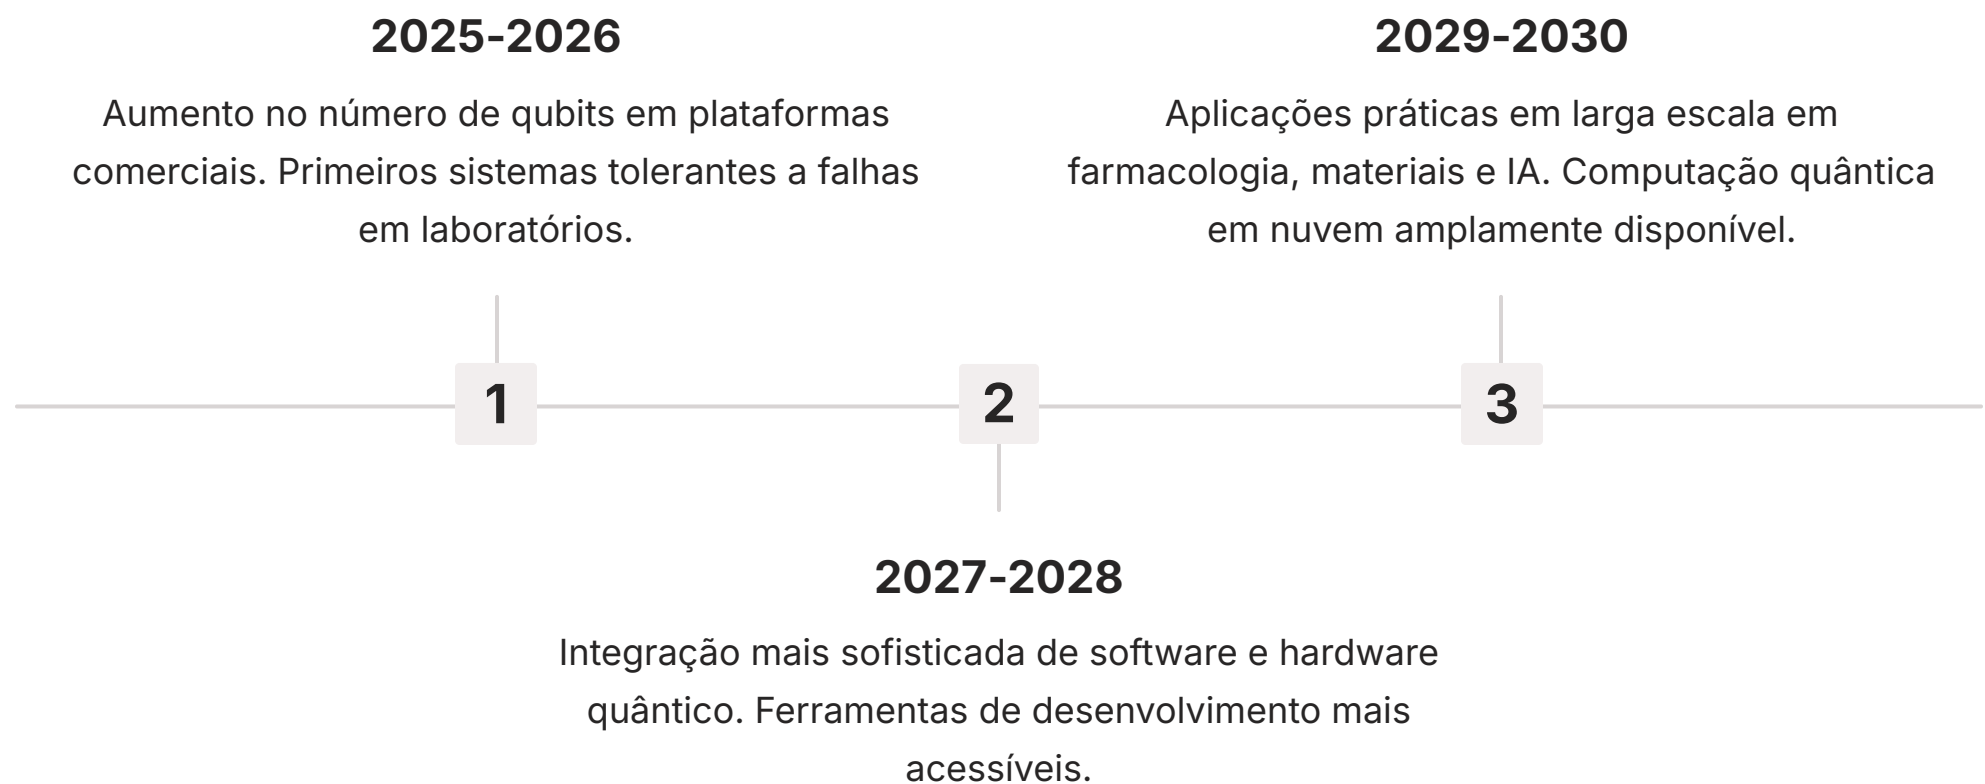 2025-2026
Aumento no número de qubits em plataformas
comerciais. Primeiros sistemas tolerantes a falhas
em laboratórios.
1
2027-2028
Integração mais sofisticada de software e hardware
quântico. Ferramentas de desenvolvimento mais
acessíveis.
2
2029-2030
Aplicações práticas em larga escala em
farmacologia, materiais e IA. Computação quântica
em nuvem amplamente disponível.
3